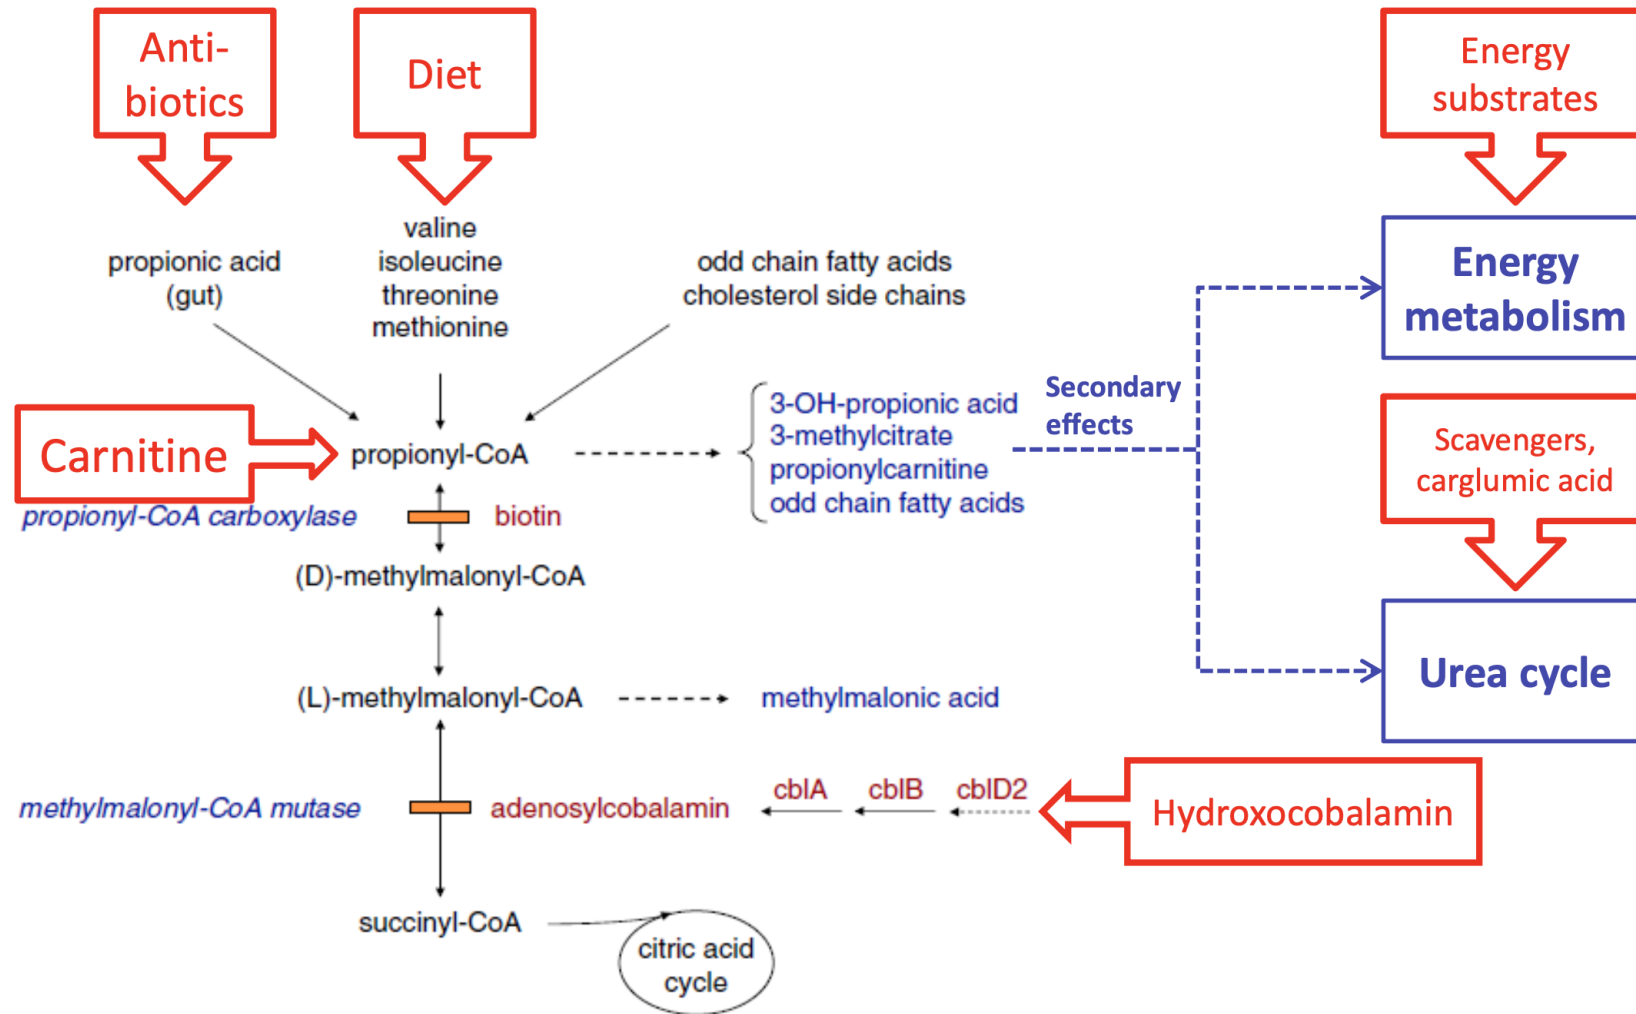 Anti-
biotics
Diet
Energy
substrates
valine
isoleucine
threonine
methionine
propionic acid
(gut)
odd chain fatty acids
cholesterol side chains
Energy
metabolism
Carnitine
propionyl-CoA
3-OH-propionic acid
3-methylcitrate
propionylcarnitine
odd chain fatty acids
Secondary
effects
Scavengers,
carglumic acid
propionyl-CoA carboxylase
biotin
(D)-methylmalonyl-CoA
(L)-methylmalonyl-CoA
methylmalonic acid
Urea cycle
methylmalonyl-CoA mutase
adenosylcobalamin
cblA
cblB
cblD2
Hydroxocobalamin
succinyl-CoA
citric acid
cycle